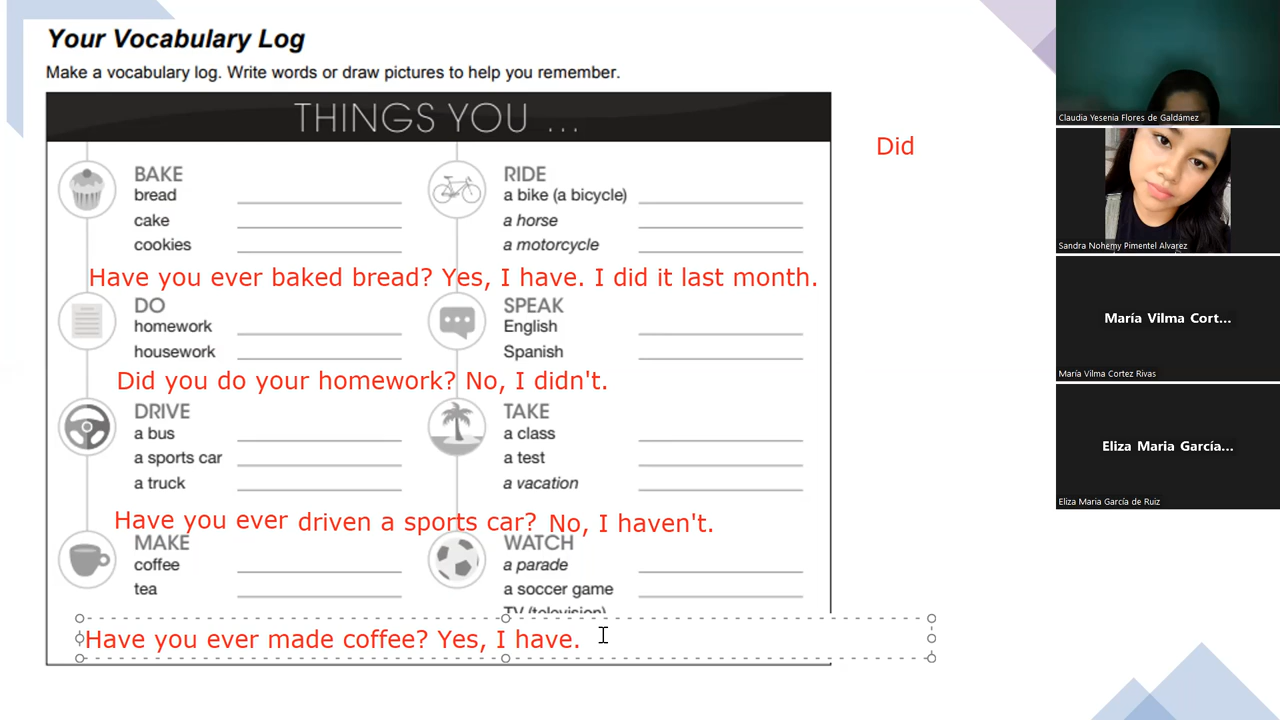 Your Vocabulary Log
Make a vocabulary log. Write words or draw pictures to help you remember.
THINGS YOU ...
Did
BAKE
bread
cake
cookies
RIDE
a bike (a bicycle)
a horse
a motorcycle
Have you ever baked bread? Yes, I have. I did it last month.
DO
homework
housework
SPEAK
English
Spanish
Did you do your homework? No, I didn't.
DRIVE
a bus
a sports car
a truck
TAKE
a class
a test
a vacation
Have you ever driven a sports car? No, I haven't.
MAKE
coffee
tea
WATCH
a parade
a soccer game
TV (television)
Have you ever made coffee? Yes, I have.
Claudia Yesenia Flores de Galdámez
Sandra Nohemy Pimentel Alvarez
María Vilma Cort...
María Vilma Cortez Rivas
Eliza Maria García...
Eliza Maria García de Ruiz